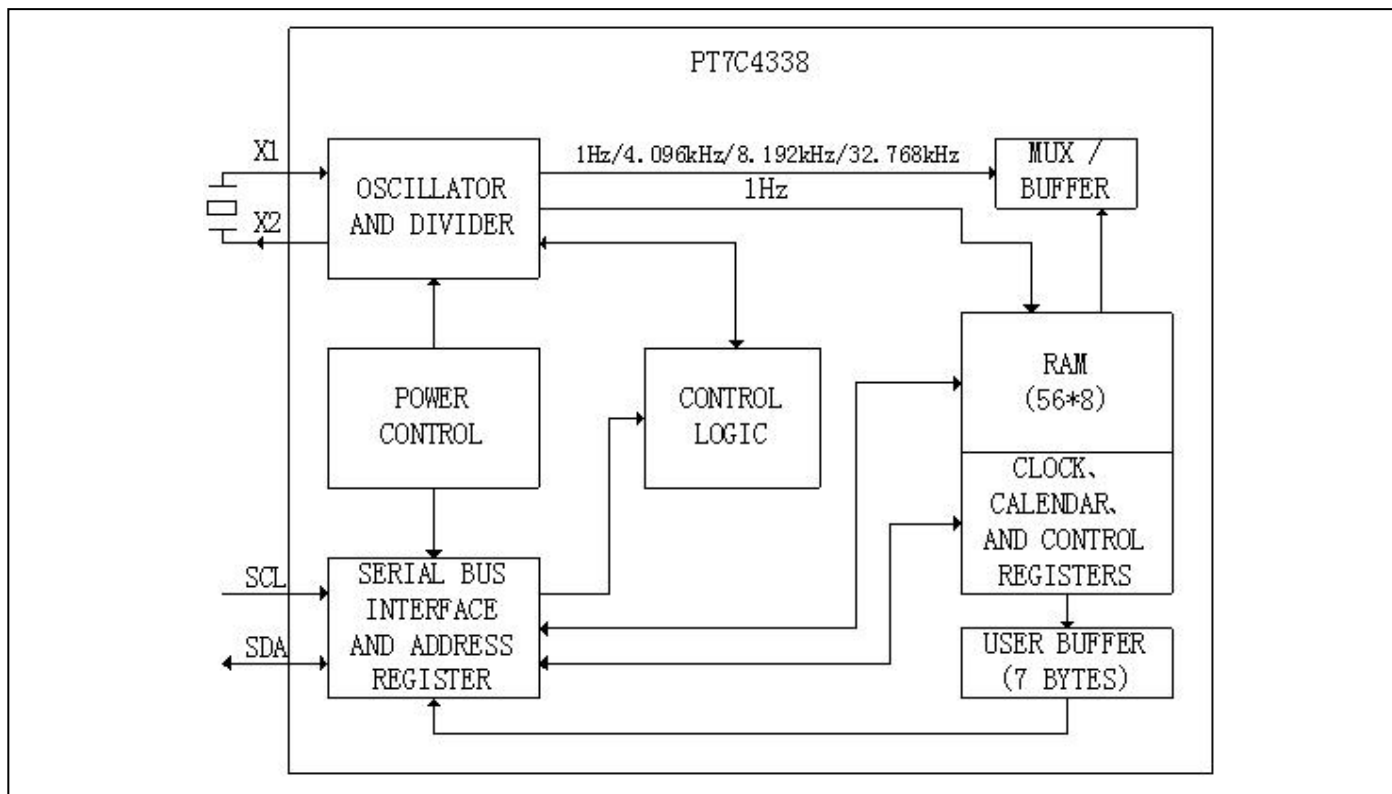 PT7C4338
X1
X2
OSCILLATOR
AND DIVIDER
1Hz/4.096kHz/8.192kHz/32.768kHz
1Hz
MUX /
BUFFER
POWER
CONTROL
CONTROL
LOGIC
RAM
(56*8)
CLOCK、
CALENDAR、
AND CONTROL
REGISTERS
SCL
SDA
SERIAL BUS
INTERFACE
AND ADDRESS
REGISTER
USER BUFFER
(7 BYTES)